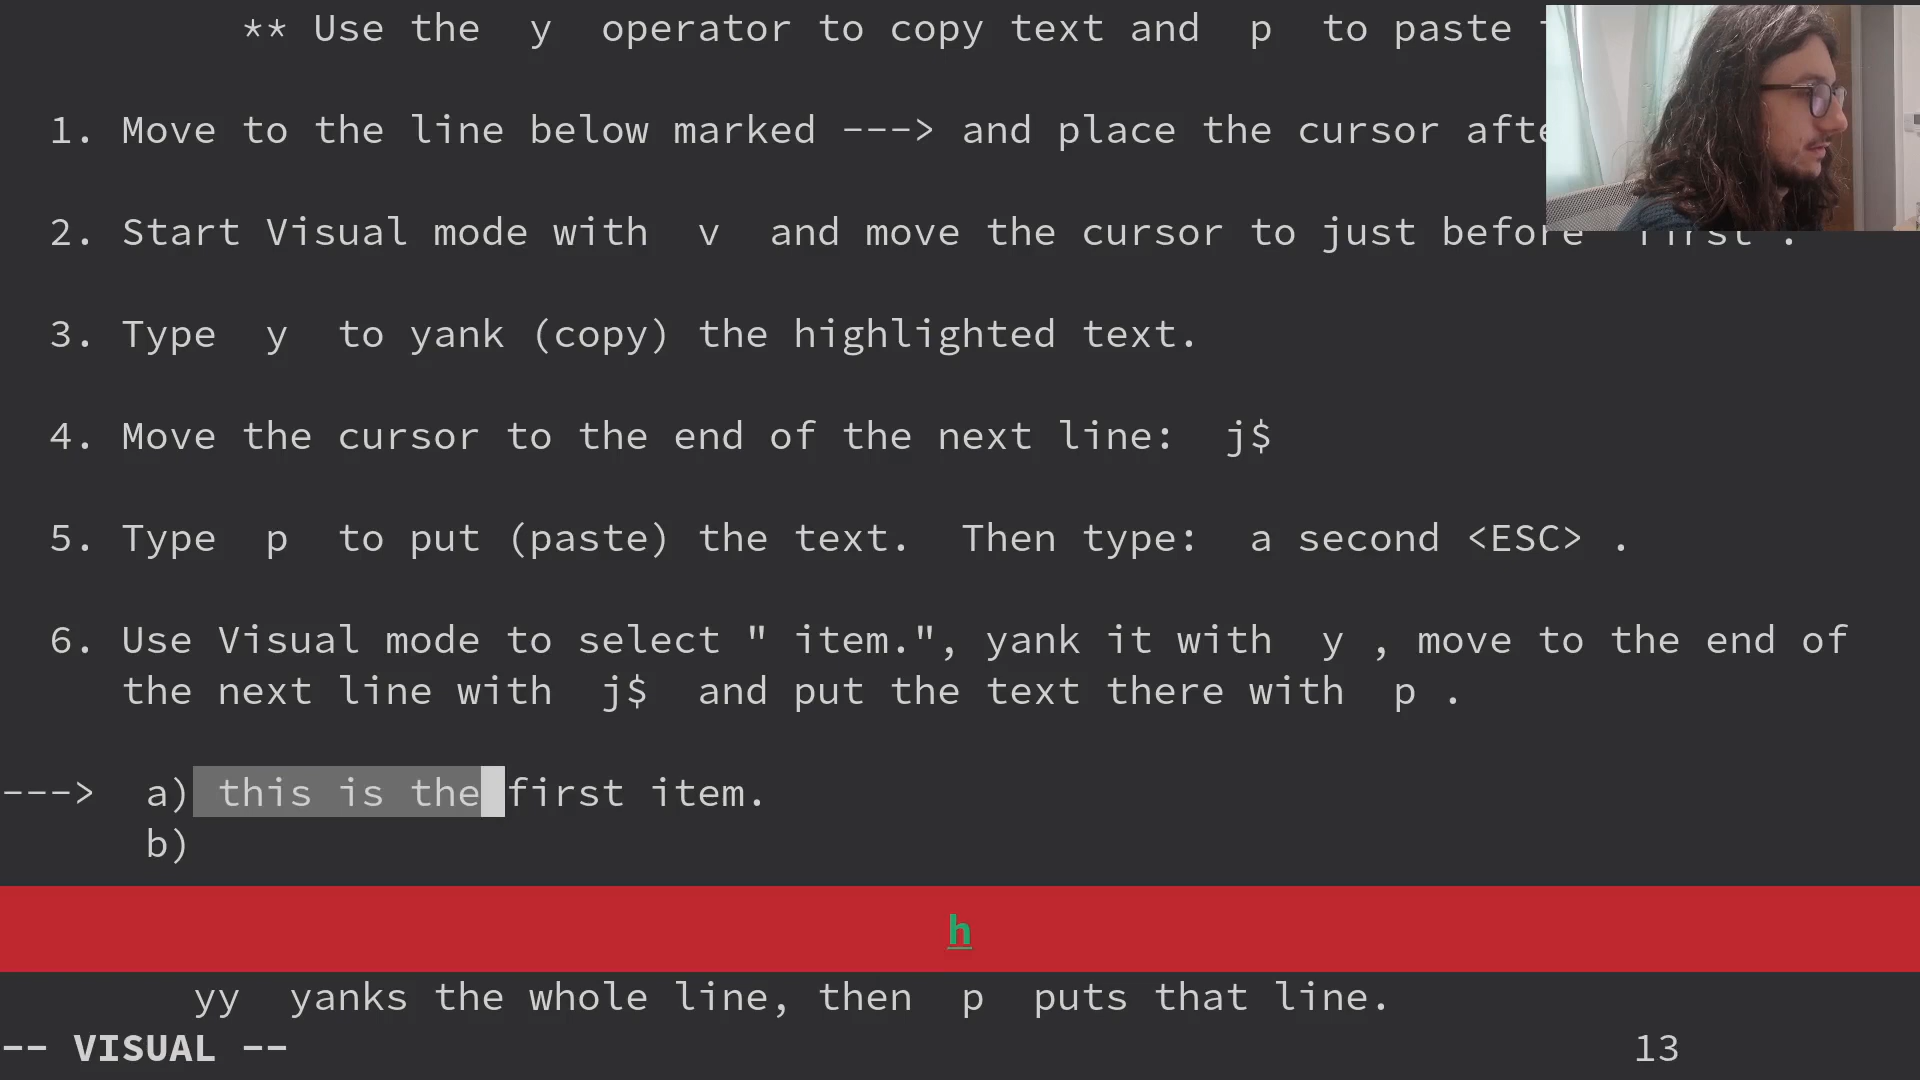 ** Use the y operator to copy text and p to paste
1. Move to the line below marked ---> and place the cursor afte
2. Start Visual mode with v and move the cursor to just before "first".
3. Type y to yank (copy) the highlighted text.
4. Move the cursor to the end of the next line: j$
5. Type p to put (paste) the text. Then type: a second <ESC> .
6. Use Visual mode to select " item.", yank it with y , move to the end of
the next line with j$ and put the text there with p .
---> a) this is the first item.
b)
h
yy yanks the whole line, then p puts that line.
-- VISUAL -- 13